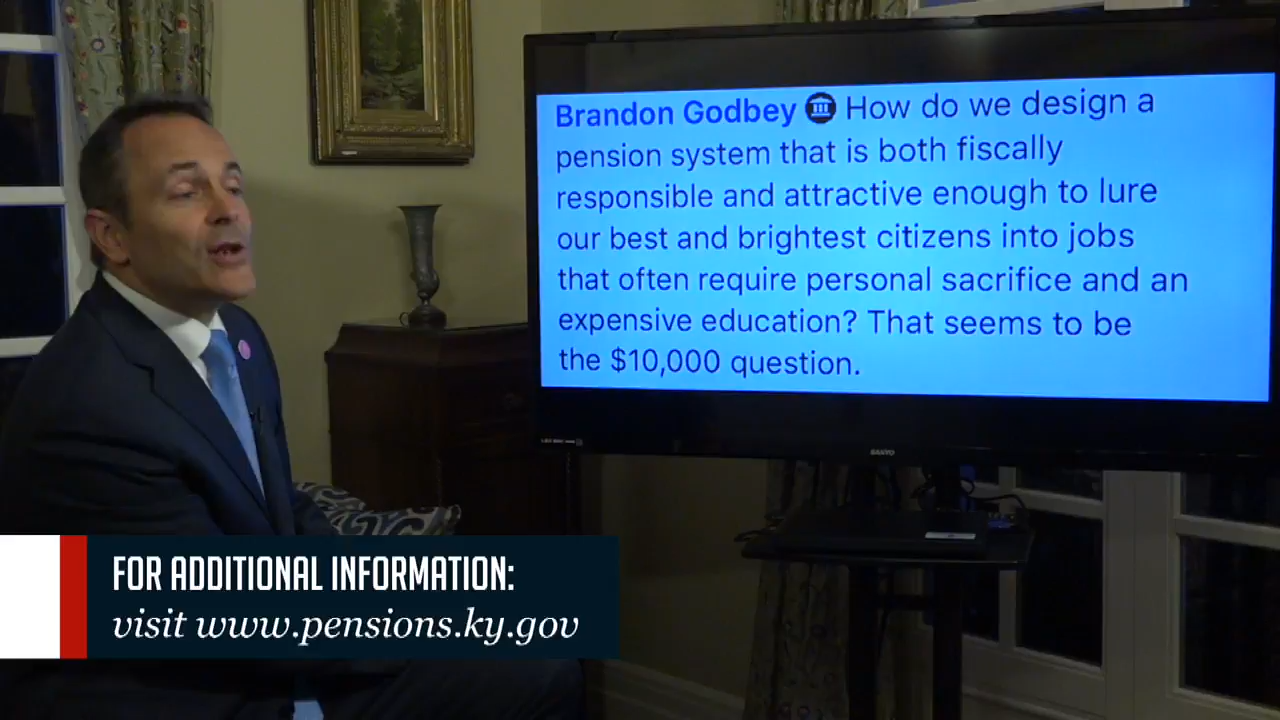 Brandon Godbey How do we design a
pension system that is both fiscally
responsible and attractive enough to lure
our best and brightest citizens into jobs
that often require personal sacrifice and an
expensive education? That seems to be
the $10,000 question.
SANYO
FOR ADDITIONAL INFORMATION:
visit www.pensions.ky.gov